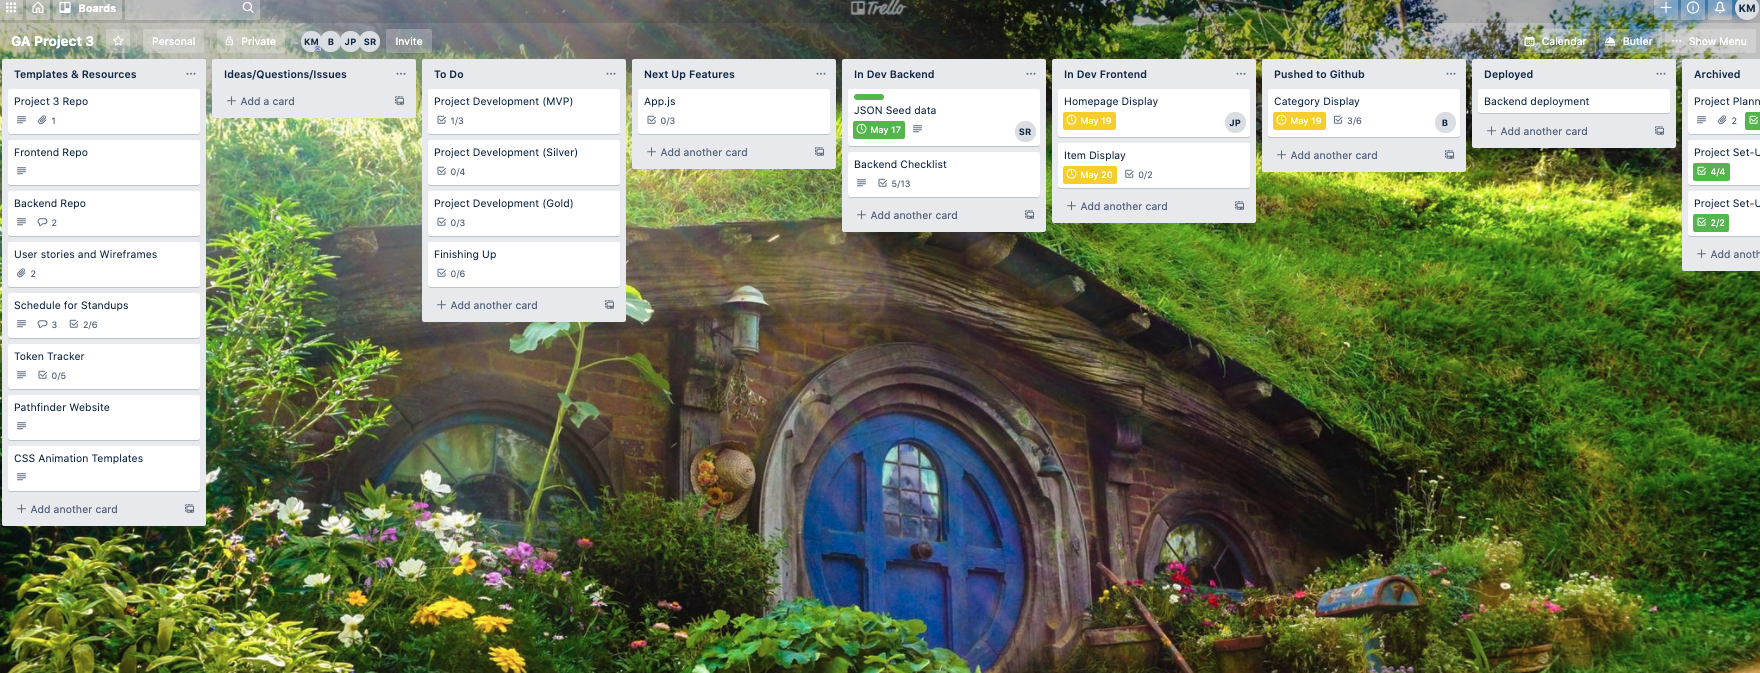 Boards
Trello
KM
GA Project 3
Personal
Private
KM
B
JP
SR
Invite
Calendar
Butler
Show Menu
Templates & Resources
Project 3 Repo
1
Frontend Repo
Backend Repo
2
User stories and Wireframes
2
Schedule for Standups
3 2/6
Token Tracker
0/5
Pathfinder Website
CSS Animation Templates
+ Add another card
Ideas/Questions/Issues
+ Add a card
To Do
Project Development (MVP)
1/3
Project Development (Silver)
0/4
Project Development (Gold)
0/3
Finishing Up
0/6
+ Add another card
Next Up Features
App.js
0/3
+ Add another card
In Dev Backend
JSON Seed data
May 17
SR
Backend Checklist
5/13
+ Add another card
In Dev Frontend
Homepage Display
May 19
JP
Item Display
May 20 0/2
+ Add another card
Pushed to Github
Category Display
May 19 3/6
B
+ Add another card
Deployed
Backend deployment
+ Add another card
Archived
Project Plann
2
Project Set-U
4/4
Project Set-U
2/2
+ Add anoth